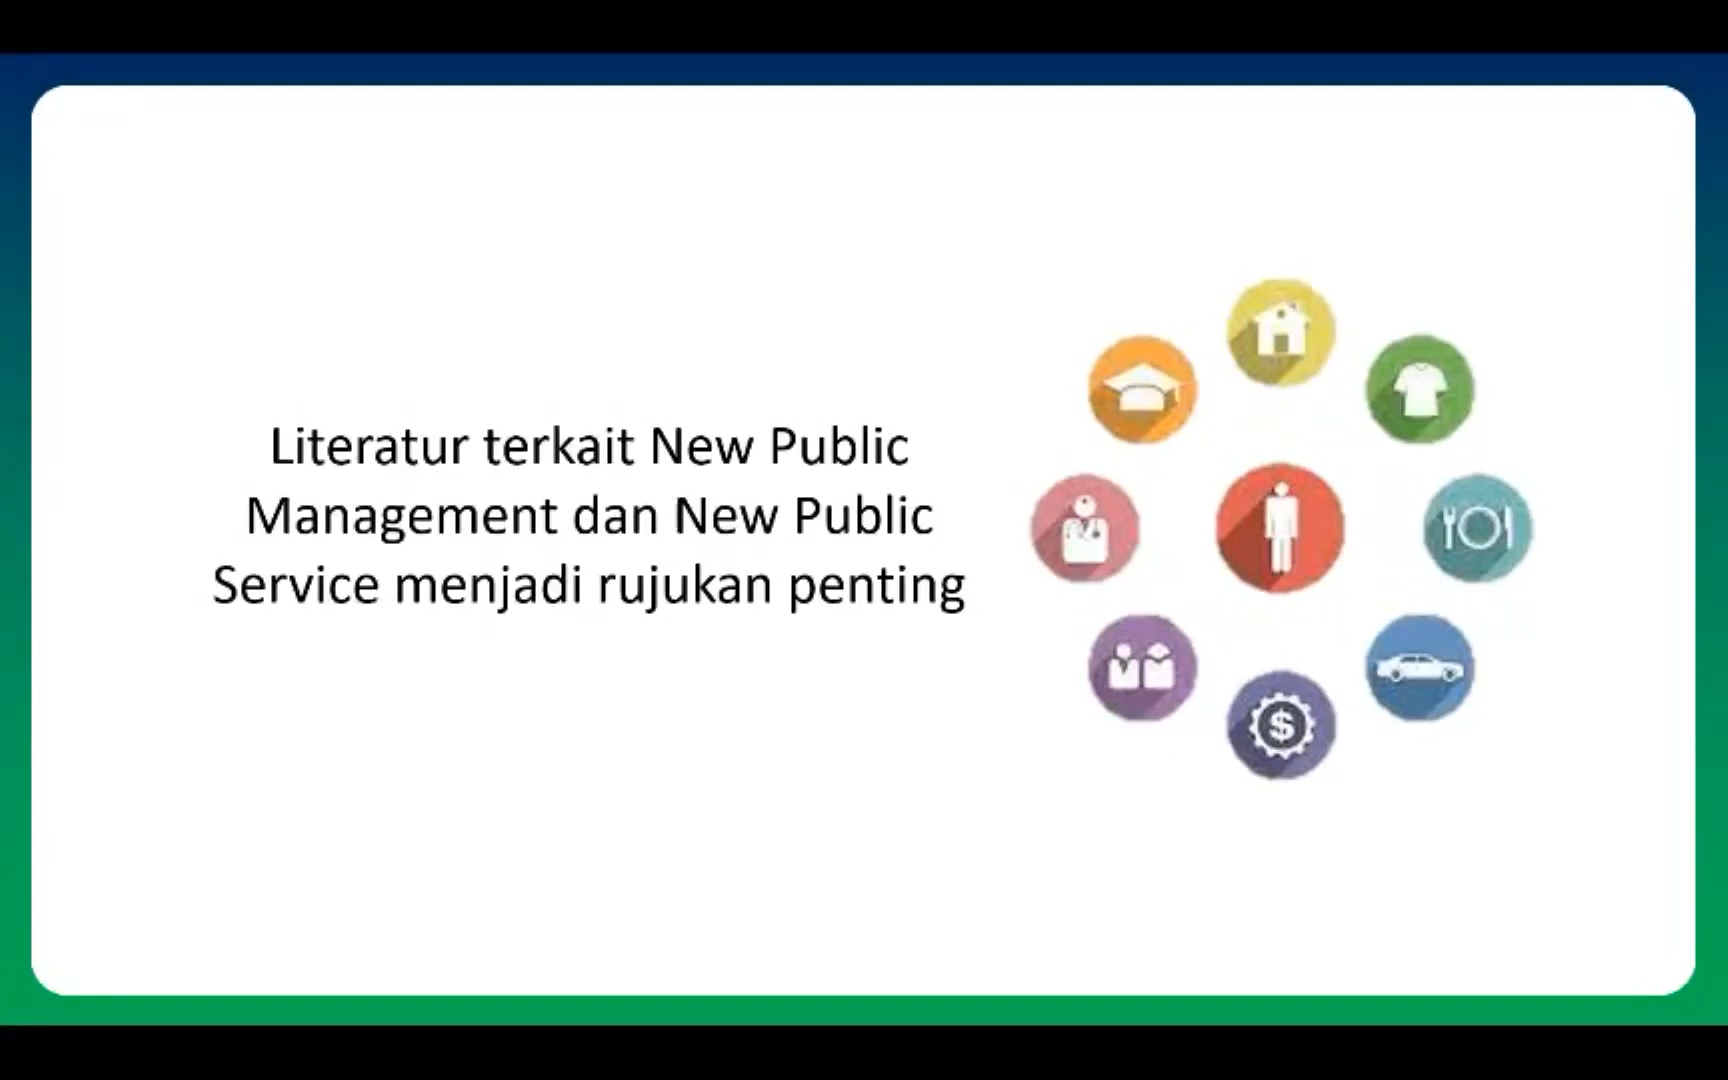 Literatur terkait New Public
Management dan New Public
Service menjadi rujukan penting
$